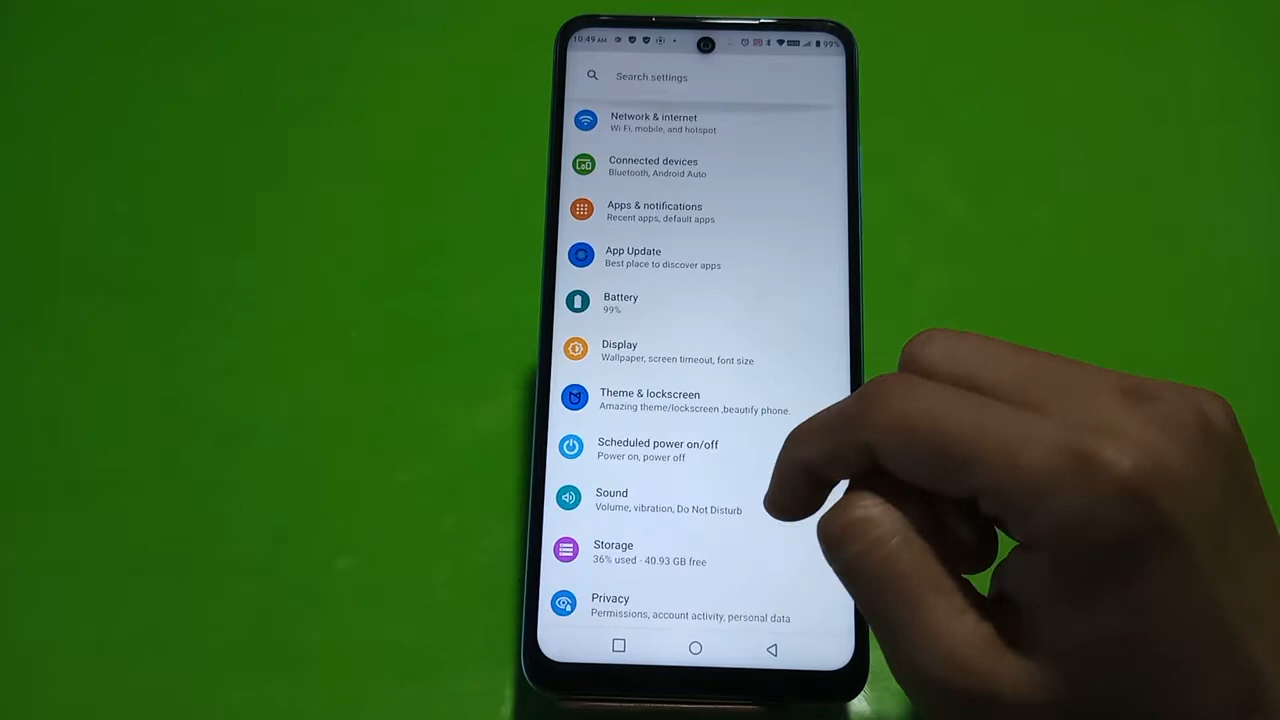 10:49 AM
99%
Search settings
Network & internet
Wi-Fi, mobile, and hotspot
Connected devices
Bluetooth, Android Auto
Apps & notifications
Recent apps, default apps
App Update
Best place to discover apps
Battery
99%
Display
Wallpaper, screen timeout, font size
Theme & lockscreen
Amazing theme/lockscreen ,beautify phone.
Scheduled power on/off
Power on, power off
Sound
Volume, vibration, Do Not Disturb
Storage
36% used - 40.93 GB free
Privacy
Permissions, account activity, personal data